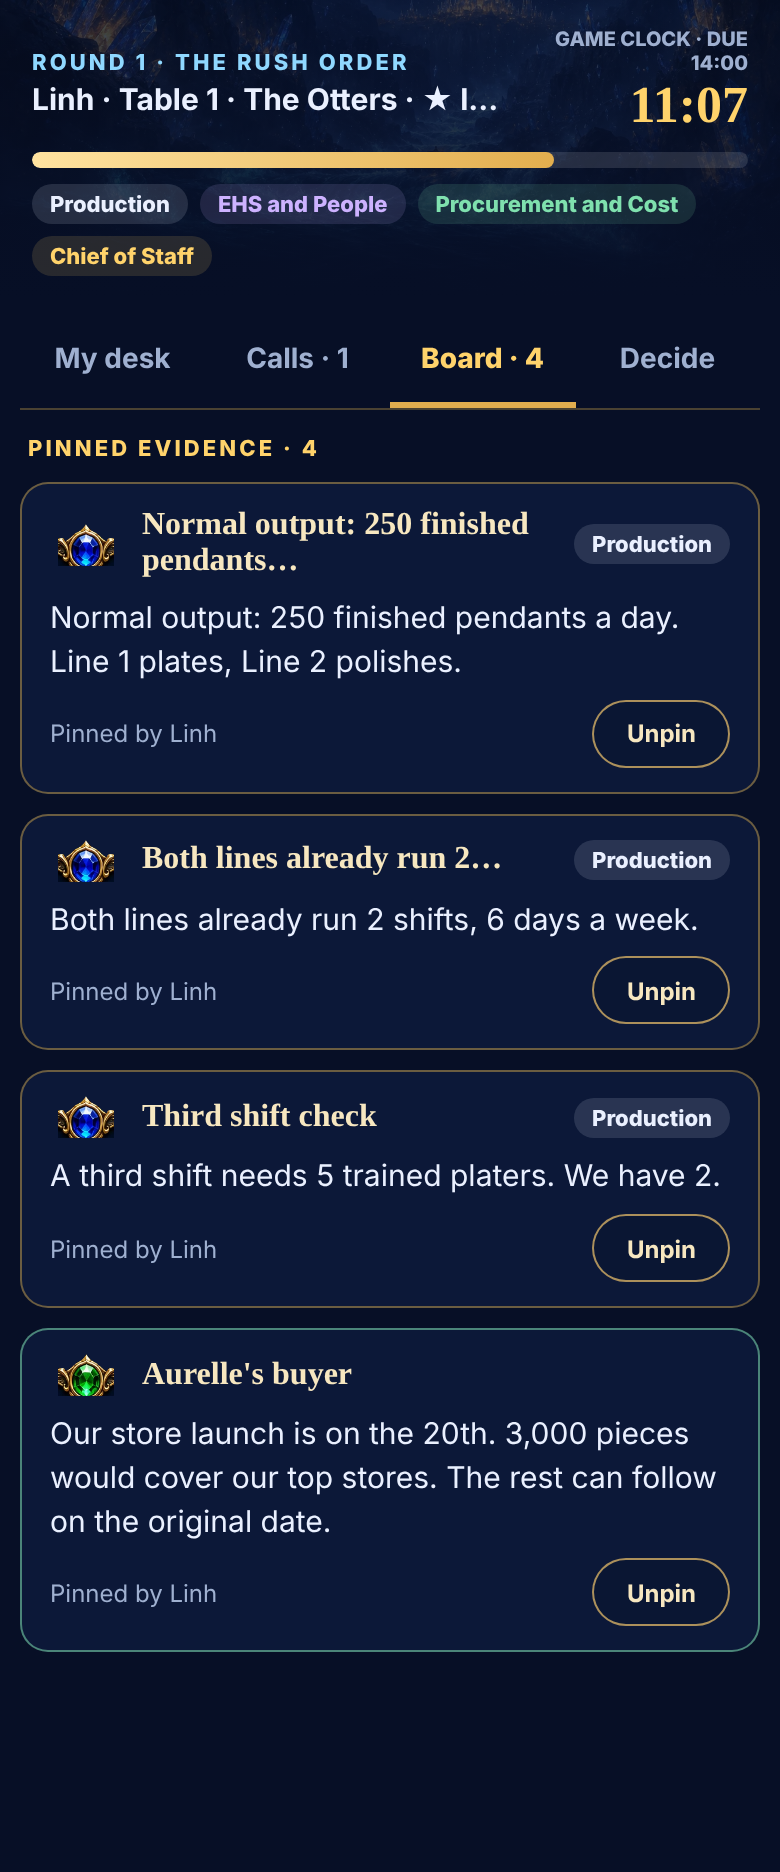 GAME CLOCK · DUE
14:00
ROUND 1 · THE RUSH ORDER
Linh · Table 1 · The Otters · ★ I...
11:07
Production
EHS and People
Procurement and Cost
Chief of Staff
My desk
Calls · 1
Board · 4
Decide
PINNED EVIDENCE · 4
Normal output: 250 finished
pendants...
Production
Normal output: 250 finished pendants a day.
Line 1 plates, Line 2 polishes.
Pinned by Linh
Unpin
Both lines already run 2...
Production
Both lines already run 2 shifts, 6 days a week.
Pinned by Linh
Unpin
Third shift check
Production
A third shift needs 5 trained platers. We have 2.
Pinned by Linh
Unpin
Aurelle's buyer
Our store launch is on the 20th. 3,000 pieces
would cover our top stores. The rest can follow
on the original date.
Pinned by Linh
Unpin